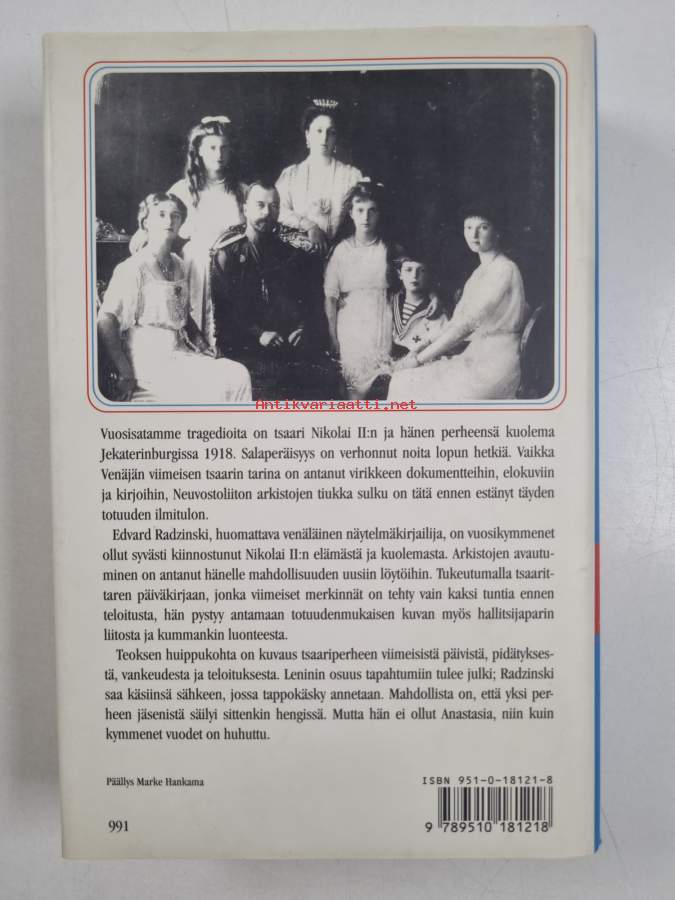 Antikvariaatti.net
Vuosisatamme tragedioita on tsaari Nikolai II:n ja hänen perheensä kuolema
Jekaterinburgissa 1918. Salaperäisyys on verhonnut noita lopun hetkiä. Vaikka
Venäjän viimeisen tsaarin tarina on antanut virikkeen dokumentteihin, elokuviin
ja kirjoihin, Neuvostoliiton arkistojen tiukka sulku on tätä ennen estänyt täyden
totuuden ilmitulon.
Edvard Radzinski, huomattava venäläinen näytelmäkirjailija, on vuosikymmenet
ollut syvästi kiinnostunut Nikolai II:n elämästä ja kuolemasta. Arkistojen avautu-
minen on antanut hänelle mahdollisuuden uusiin löytöihin. Tukeutumalla tsaarit-
taren päiväkirjaan, jonka viimeiset merkinnät on tehty vain kaksi tuntia ennen
teloitusta, hän pystyy antamaan totuudenmukaisen kuvan myös hallitsijaparin
liitosta ja kummankin luonteesta.
Teoksen huippukohta on kuvaus tsaariperheen viimeisistä päivistä, pidätykses-
tä, vankeudesta ja teloituksesta. Leninin osuus tapahtumiin tulee julki; Radzinski
saa käsiinsä sähkeen, jossa tappokäsky annetaan. Mahdollista on, että yksi per-
heen jäsenistä säilyi sittenkin hengissä. Mutta hän ei ollut Anastasia, niin kuin
kymmenet vuodet on huhuttu.
Päällys Marke Hankama
ISBN 951-0-18121-8
991
9 789510 181218